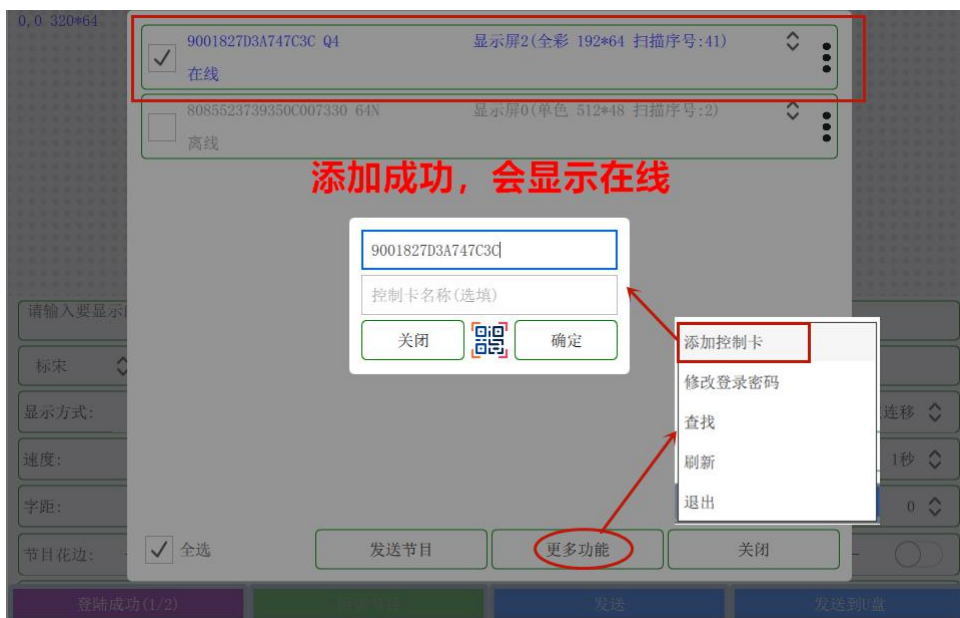 0,0 320*64
9001827D3A747C3C Q4 显示屏2(全彩 192*64 扫描序号:41)
在线
8085523739350C007330 64N 显示屏0(单色 512*48 扫描序号:2)
离线
添加成功，会显示在线
9001827D3A747C3C
控制卡名称(选填)
关闭 确定
请输入要显示
添加控制卡
标宋
修改登录密码
显示方式: 连移
查找
速度: 1秒
刷新
字距: 0
退出
节目花边:
全选 发送节目 更多功能 关闭
登陆成功(1/2) 发送 发送到U盘